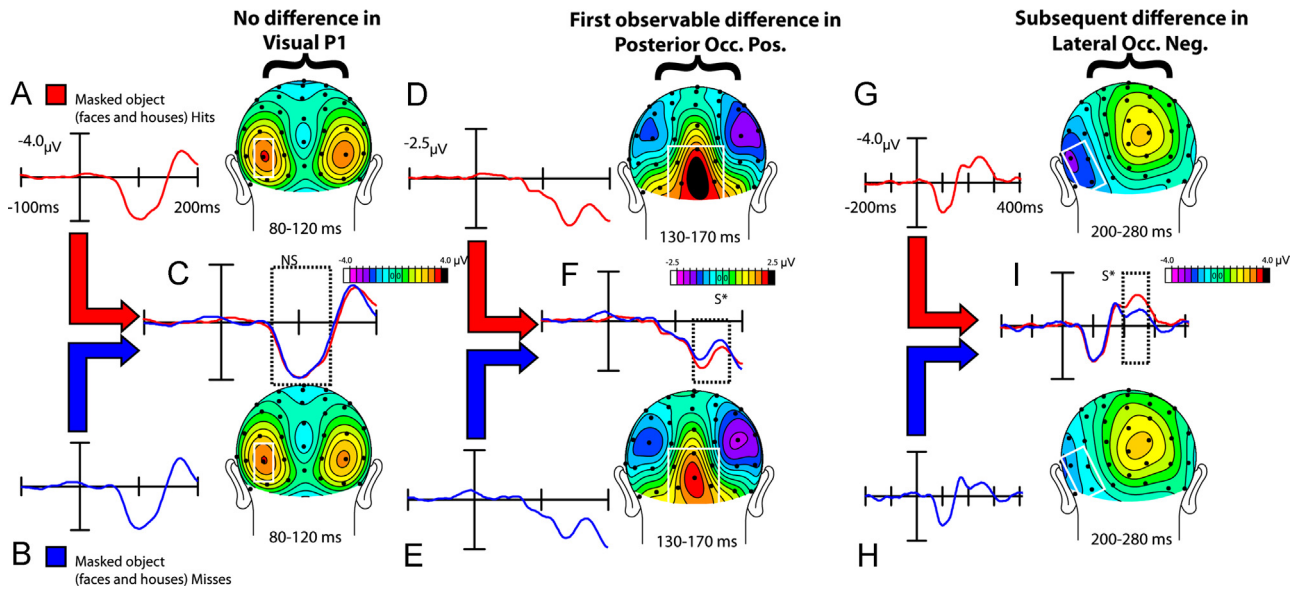 No difference in
Visual P1
First observable difference in
Posterior Occ. Pos.
Subsequent difference in
Lateral Occ. Neg.
A
Masked object
(faces and houses) Hits
-4.0µV
-100ms
200ms
80-120 ms
D
-2.5µV
130-170 ms
G
-4.0µV
-200ms
400ms
200-280 ms
C
NS
-4.0
00
4.0 µV
F
-2.5
00
2.5 µV
S*
I
S*
-4.0
00
4.0 µV
80-120 ms
130-170 ms
200-280 ms
B
Masked object
(faces and houses) Misses
E
H